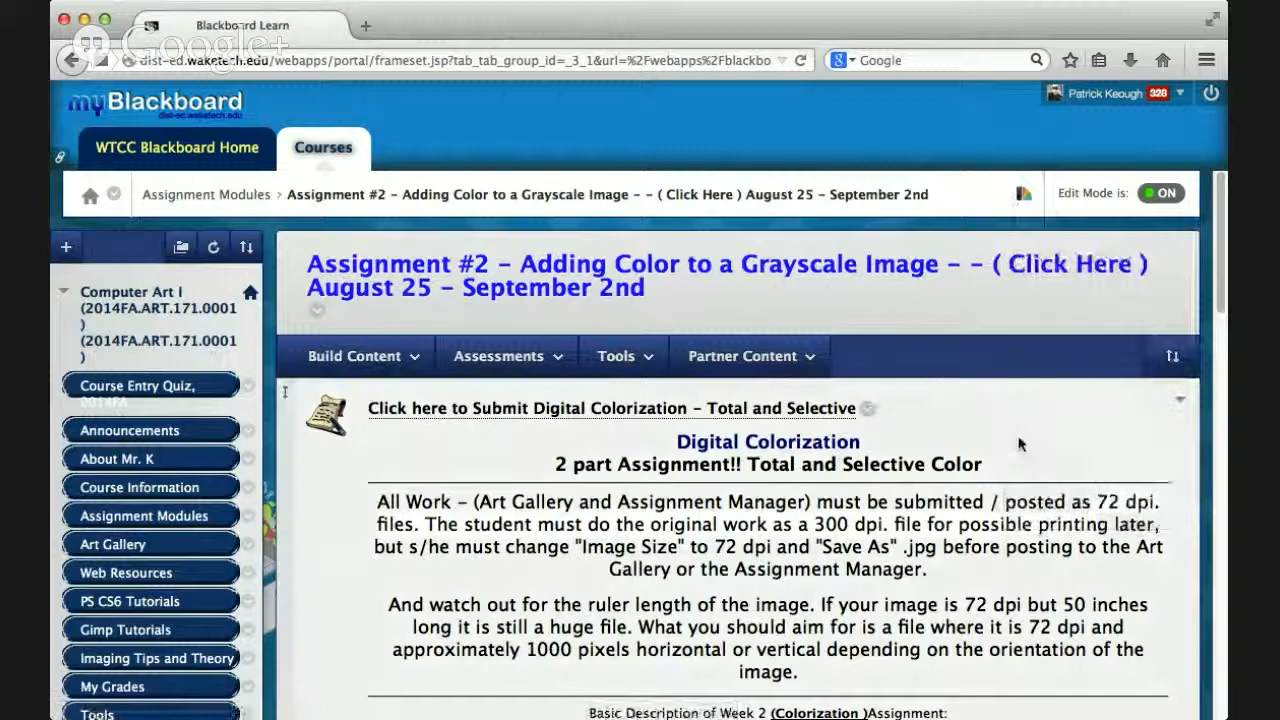 Blackboard Learn
Google+
dist-ed.waketech.edu/webapps/portal/frameset.jsp?tab_tab_group_id=_3_1&url=%2Fwebapps%2Fblackbo
Google
myBlackboard
dist-ed.waketech.edu
Patrick Keough 328
WTCC Blackboard Home
Courses
Assignment Modules > Assignment #2 - Adding Color to a Grayscale Image - - ( Click Here ) August 25 - September 2nd
Edit Mode is: ON
Assignment #2 - Adding Color to a Grayscale Image - - ( Click Here )
August 25 - September 2nd
Build Content
Assessments
Tools
Partner Content
Computer Art I
(2014FA.ART.171.0001
)
(2014FA.ART.171.0001
)
Course Entry Quiz,
2014FA
Announcements
About Mr. K
Course Information
Assignment Modules
Art Gallery
Web Resources
PS CS6 Tutorials
Gimp Tutorials
Imaging Tips and Theory
My Grades
Tools
Click here to Submit Digital Colorization - Total and Selective
Digital Colorization
2 part Assignment!! Total and Selective Color
All Work - (Art Gallery and Assignment Manager) must be submitted / posted as 72 dpi.
files. The student must do the original work as a 300 dpi. file for possible printing later,
but s/he must change "Image Size" to 72 dpi and "Save As" .jpg before posting to the Art
Gallery or the Assignment Manager.
And watch out for the ruler length of the image. If your image is 72 dpi but 50 inches
long it is still a huge file. What you should aim for is a file where it is 72 dpi and
approximately 1000 pixels horizontal or vertical depending on the orientation of the
image.
Basic Description of Week 2 (Colorization )Assignment: